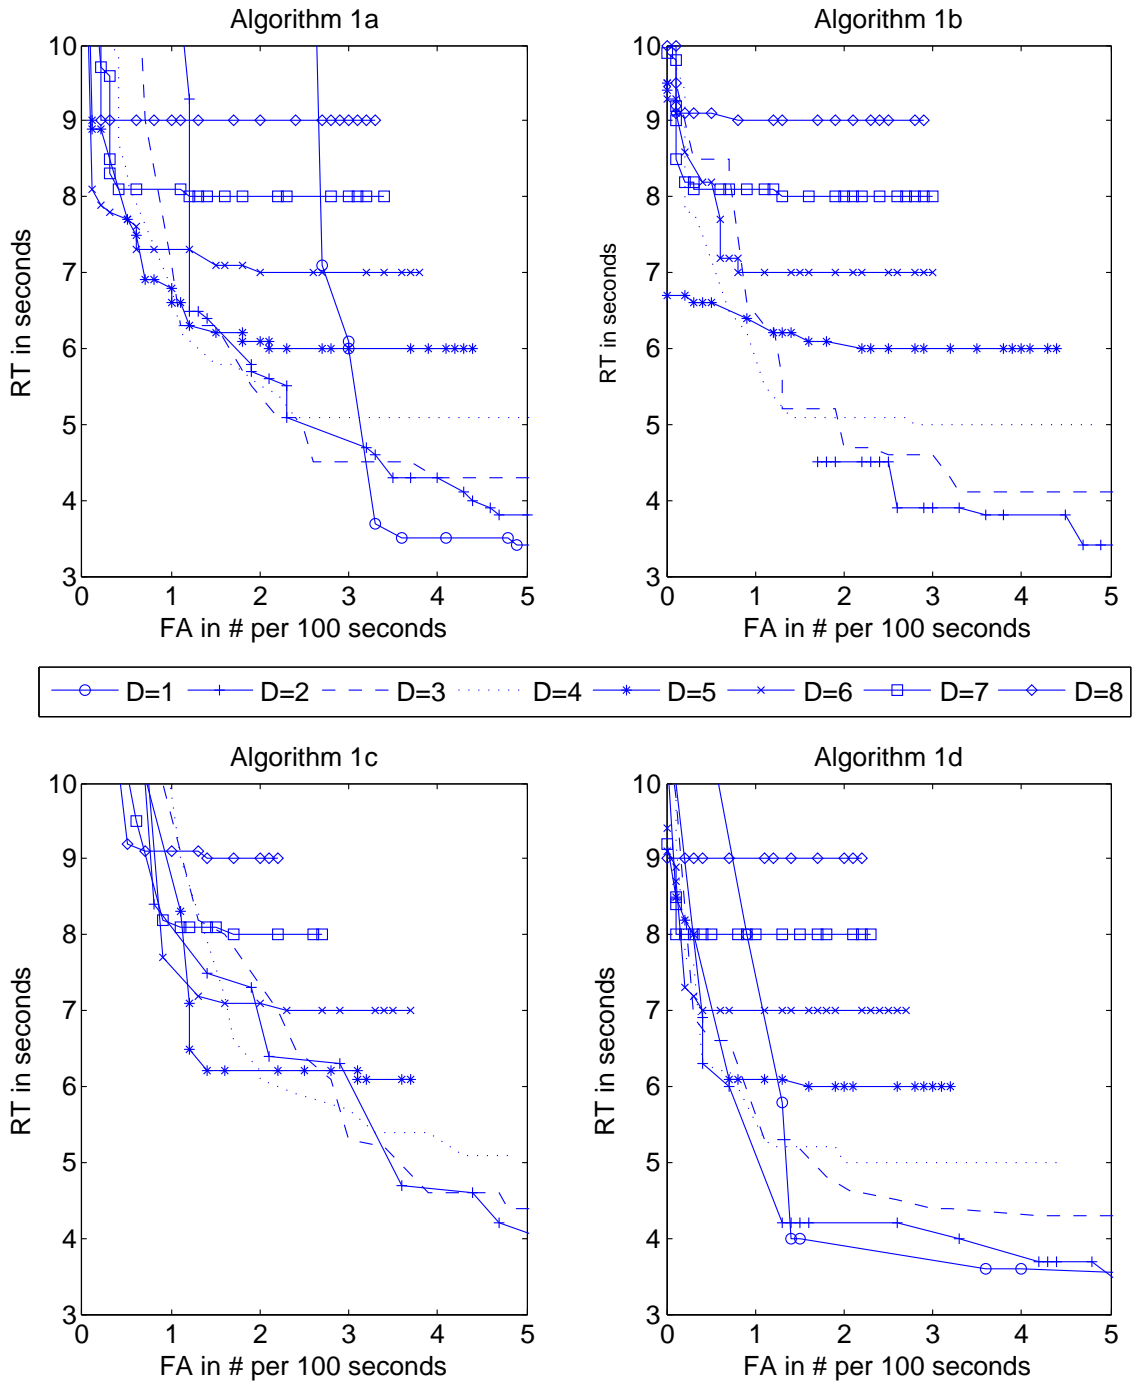 Algorithm 1a
Algorithm 1b
10
9
8
7
6
5
4
3
RT in seconds
0 1 2 3 4 5
FA in # per 100 seconds
10
9
8
7
6
5
4
3
RT in seconds
0 1 2 3 4 5
FA in # per 100 seconds
D=1 D=2 D=3 D=4 D=5 D=6 D=7 D=8
Algorithm 1c
Algorithm 1d
10
9
8
7
6
5
4
3
RT in seconds
0 1 2 3 4 5
FA in # per 100 seconds
10
9
8
7
6
5
4
3
RT in seconds
0 1 2 3 4 5
FA in # per 100 seconds